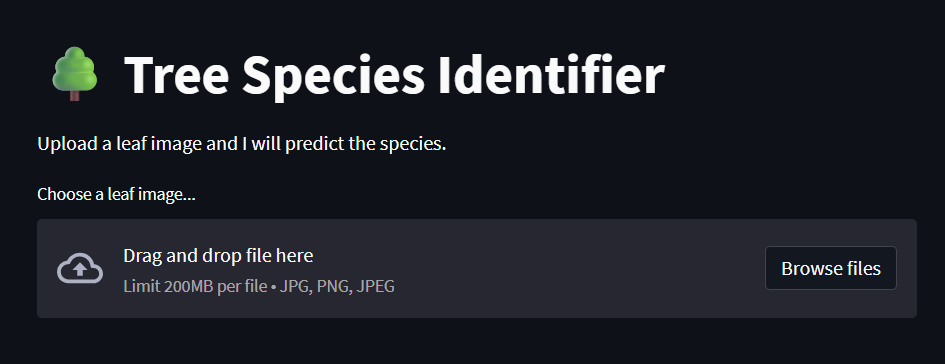 Tree Species Identifier
Upload a leaf image and I will predict the species.
Choose a leaf image...
Drag and drop file here
Limit 200MB per file • JPG, PNG, JPEG
Browse files